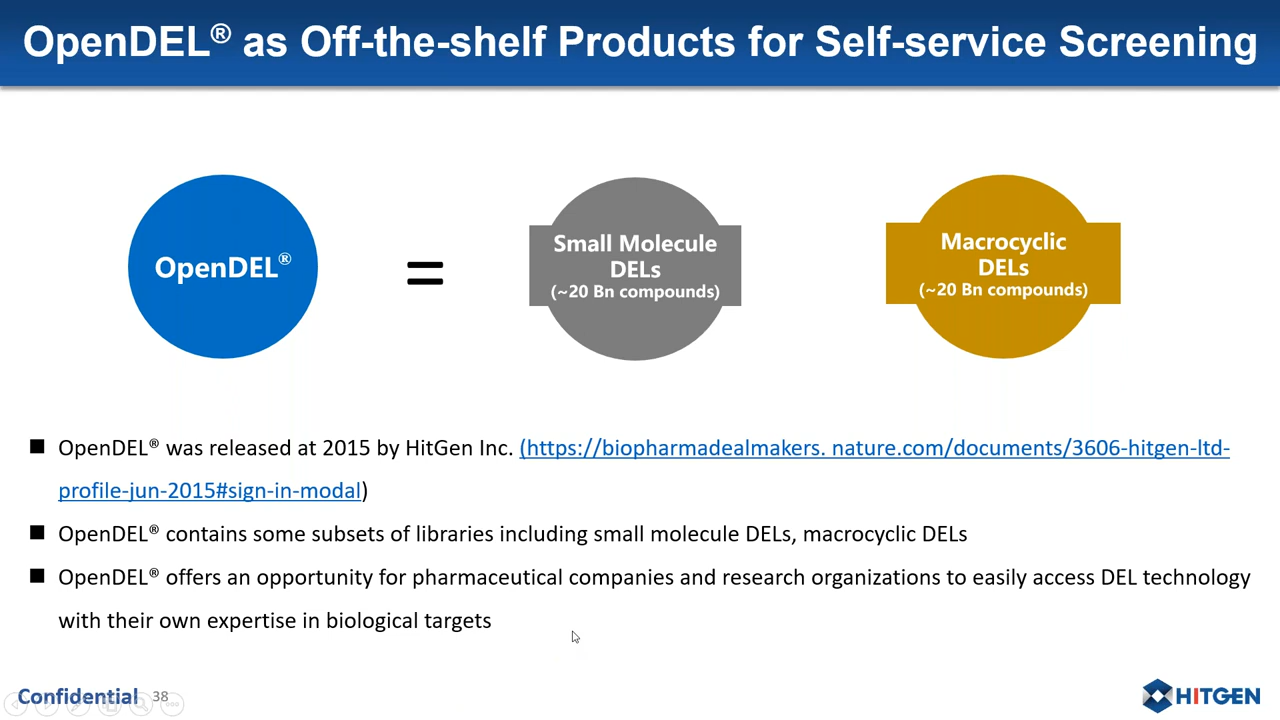 OpenDEL® as Off-the-shelf Products for Self-service Screening
OpenDEL®
=
Small Molecule
DELs
(~20 Bn compounds)
Macrocyclic
DELs
(~20 Bn compounds)
■ OpenDEL® was released at 2015 by HitGen Inc. (https://biopharmadealmakers. nature.com/documents/3606-hitgen-ltd-
profile-jun-2015#sign-in-modal)
■ OpenDEL® contains some subsets of libraries including small molecule DELs, macrocyclic DELs
■ OpenDEL® offers an opportunity for pharmaceutical companies and research organizations to easily access DEL technology
with their own expertise in biological targets
Confidential 38
HITGEN